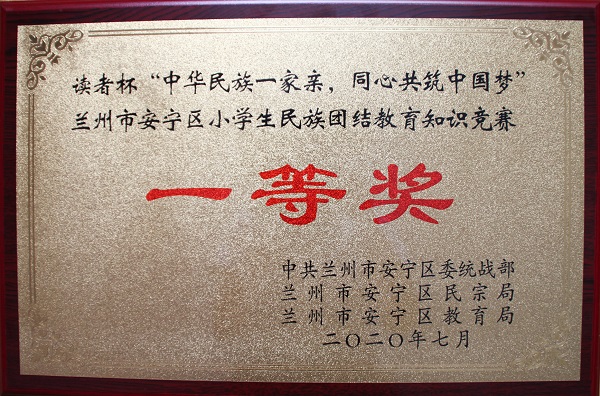 读者杯“中华民族一家亲，同心共筑中国梦”
兰州市安宁区小学生民族团结教育知识竞赛
一等奖
中共兰州市安宁区委统战部
兰州市安宁区民宗局
兰州市安宁区教育局
二〇二〇年七月